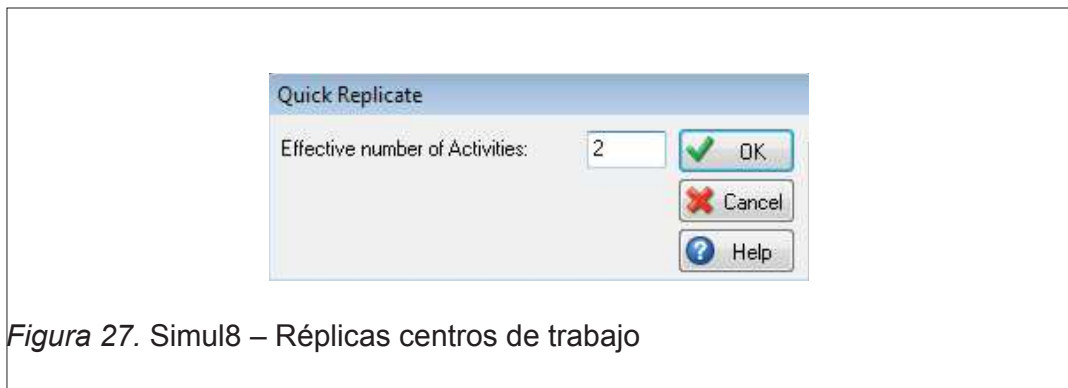 Quick Replicate
Effective number of Activities: 2
OK
Cancel
Help
Figura 27. Simul8 – Réplicas centros de trabajo